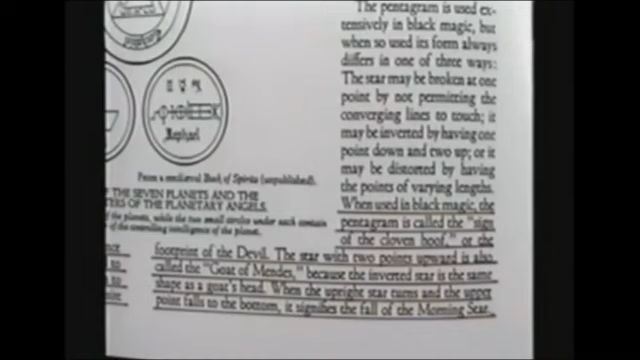 Raphael
From a mediæval Book of Spirits (unpublished).
THE SEVEN PLANETS AND THE
OF THE PLANETARY ANGELS.
of the planets, while the two small circles under each contain
of the controlling intelligence of the planet.
The pentagram is used ex-
tensively in black magic, but
when so used its form always
differs in one of three ways:
The star may be broken at one
point by not permitting the
converging lines to touch; it
may be inverted by having one
point down and two up; or it
may be distorted by having
the points of varying lengths.
When used in black magic, the
pentagram is called the "sign
of the cloven hoof," or the
footprint of the Devil. The star with two points upward is also
called the "Goat of Mendes," because the inverted star is the same
shape as a goat's head. When the upright star turns and the upper
point falls to the bottom, it signifies the fall of the Morning Star.